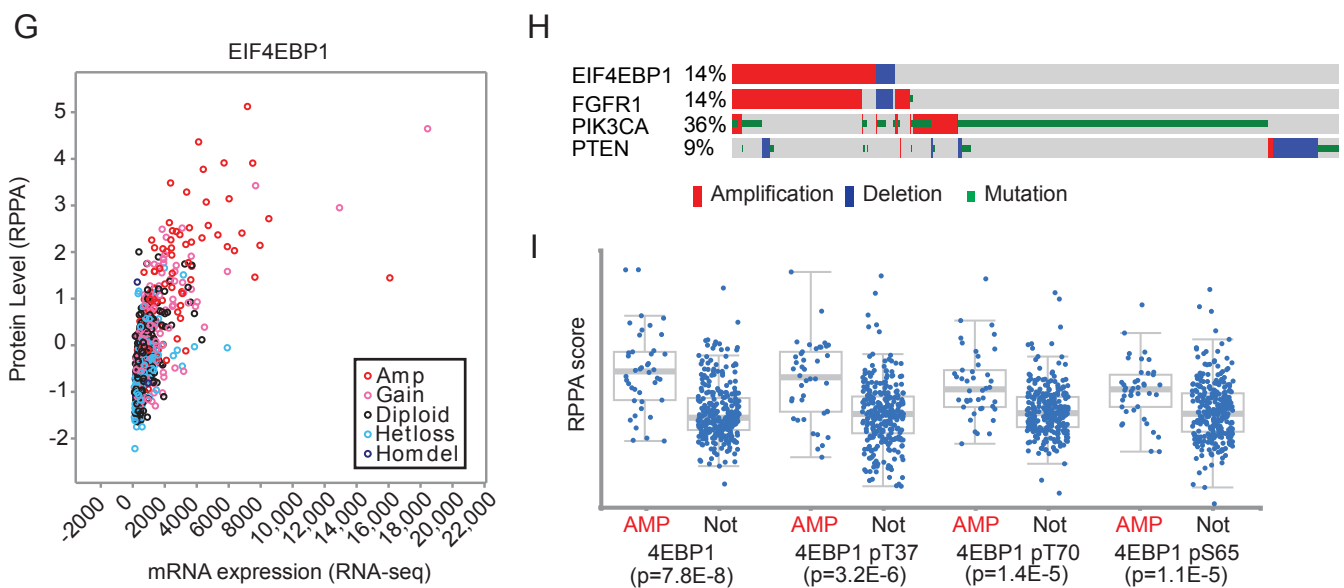 G
EIF4EBP1
Protein Level (RPPA)
5
4
3
2
1
0
-1
-2
Amp
Gain
Diploid
Hetloss
Homdel
-2000
0
2000
4000
6000
8000
10,000
12,000
14,000
16,000
18,000
20,000
22,000
mRNA expression (RNA-seq)
H
EIF4EBP1 14%
FGFR1 14%
PIK3CA 36%
PTEN 9%
Amplification Deletion Mutation
I
RPPA score
AMP Not AMP Not AMP Not AMP Not
4EBP1 4EBP1 pT37 4EBP1 pT70 4EBP1 pS65
(p=7.8E-8) (p=3.2E-6) (p=1.4E-5) (p=1.1E-5)